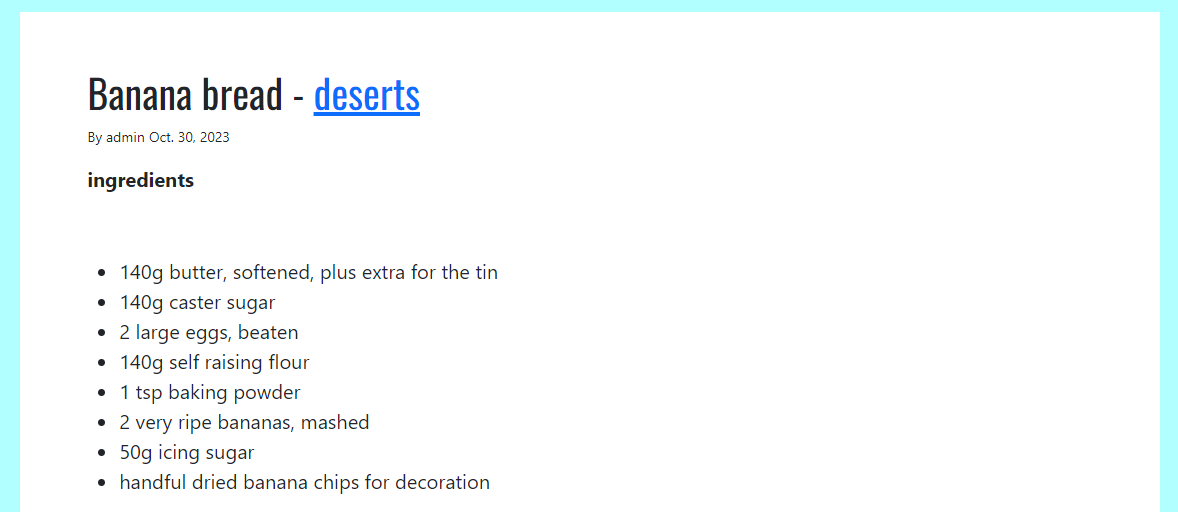 Banana bread - deserts
By admin Oct. 30, 2023
ingredients
140g butter, softened, plus extra for the tin
140g caster sugar
2 large eggs, beaten
140g self raising flour
1 tsp baking powder
2 very ripe bananas, mashed
50g icing sugar
handful dried banana chips for decoration